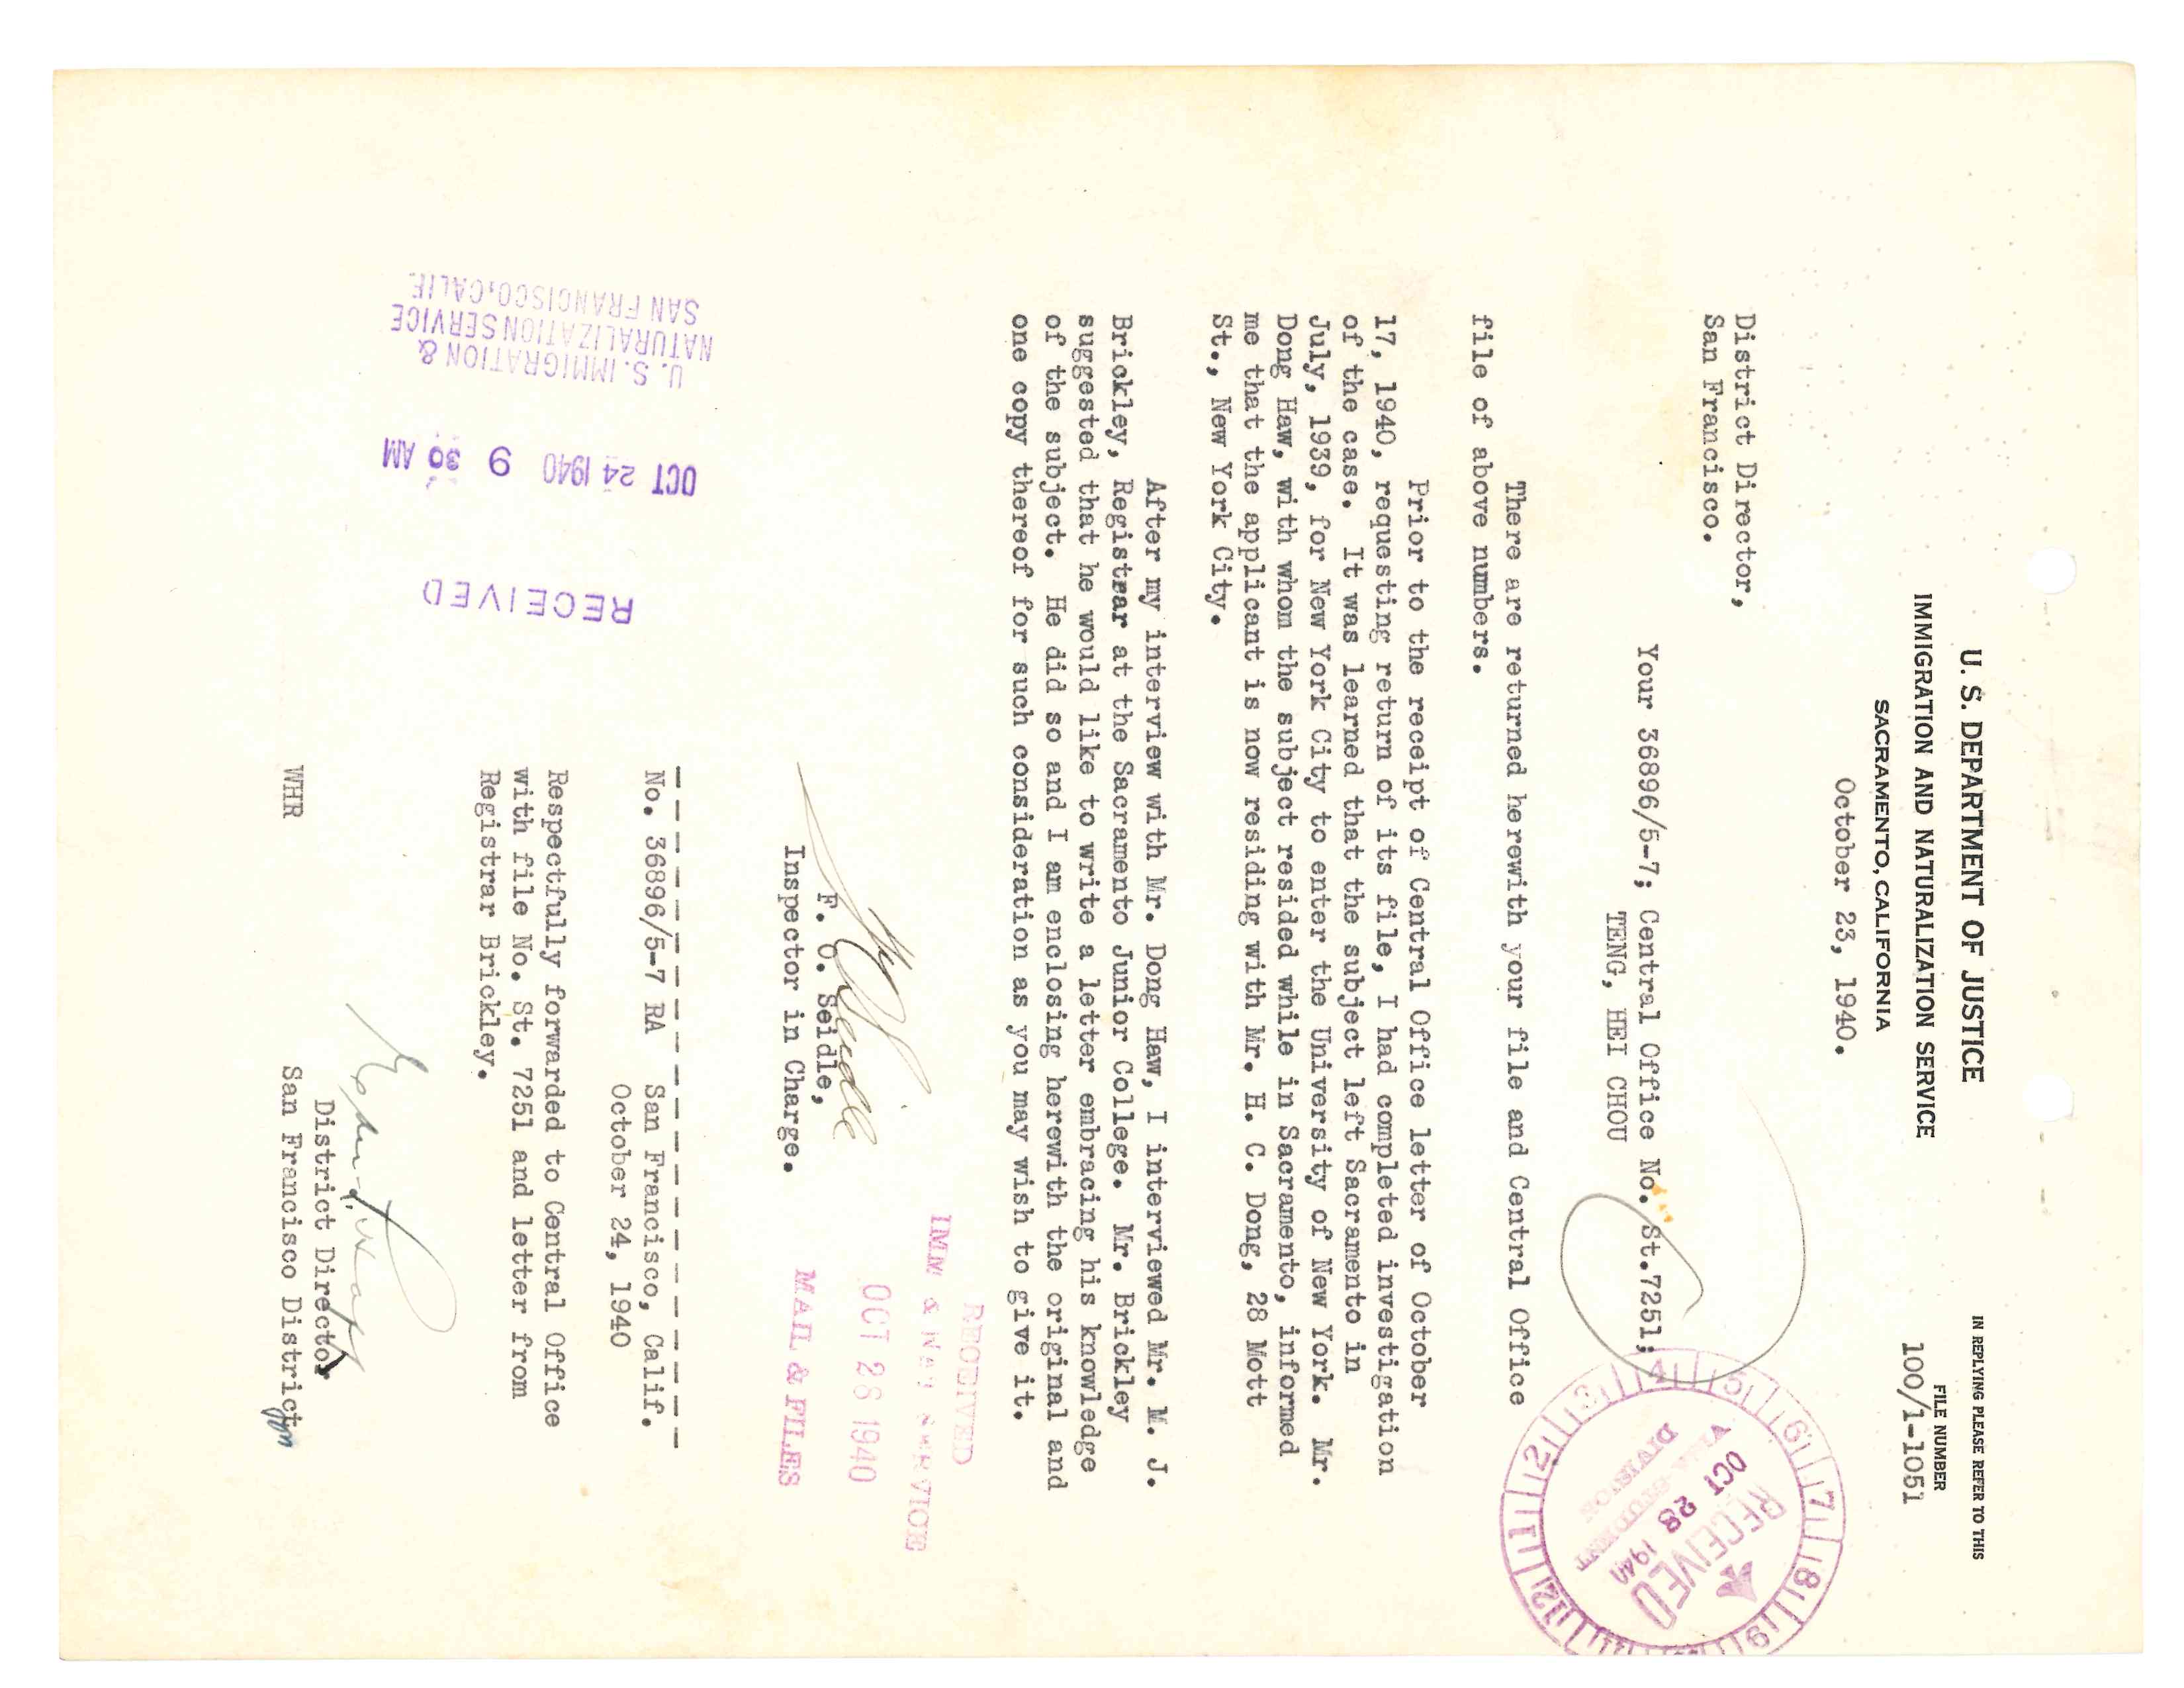 U. S. DEPARTMENT OF JUSTICE
IMMIGRATION AND NATURALIZATION SERVICE
SACRAMENTO, CALIFORNIA
October 23, 1940.
IN REPLYING PLEASE REFER TO THIS
FILE NUMBER
100/1-1051
7 8 9 11 12 1 2 3 4 5 6
RECEIVED
OCT 28 1940
STUDENT
DIVISION
District Director,
San Francisco.
Your 36896/5-7; Central Office No. St.7251;
TENG, HEI CHOU
There are returned herewith your file and Central Office
file of above numbers.
Prior to the receipt of Central Office letter of October
17, 1940, requesting return of its file, I had completed investigation
of the case. It was learned that the subject left Sacramento in
July, 1939, for New York City to enter the University of New York. Mr.
Dong Haw, with whom the subject resided while in Sacramento, informed
me that the applicant is now residing with Mr. H. C. Dong, 28 Mott
St., New York City.
After my interview with Mr. Dong Haw, I interviewed Mr. M. J.
Brickley, Registrar at the Sacramento Junior College. Mr. Brickley
suggested that he would like to write a letter embracing his knowledge
of the subject. He did so and I am enclosing herewith the original and
one copy thereof for such consideration as you may wish to give it.
RECEIVED
IMM & NAT SERVICE
OCT 28 1940
MAIL & FILES
F. O. Seidle,
Inspector in Charge.
No. 36896/5-7 RA San Francisco, Calif.
October 24, 1940
Respectfully forwarded to Central Office
with file No. St. 7251 and letter from
Registrar Brickley.
District Director
San Francisco District
WHR
RECEIVED
OCT 24 1940 9 30 AM
U. S. IMMIGRATION &
NATURALIZATION SERVICE
SAN FRANCISCO, CALIF.